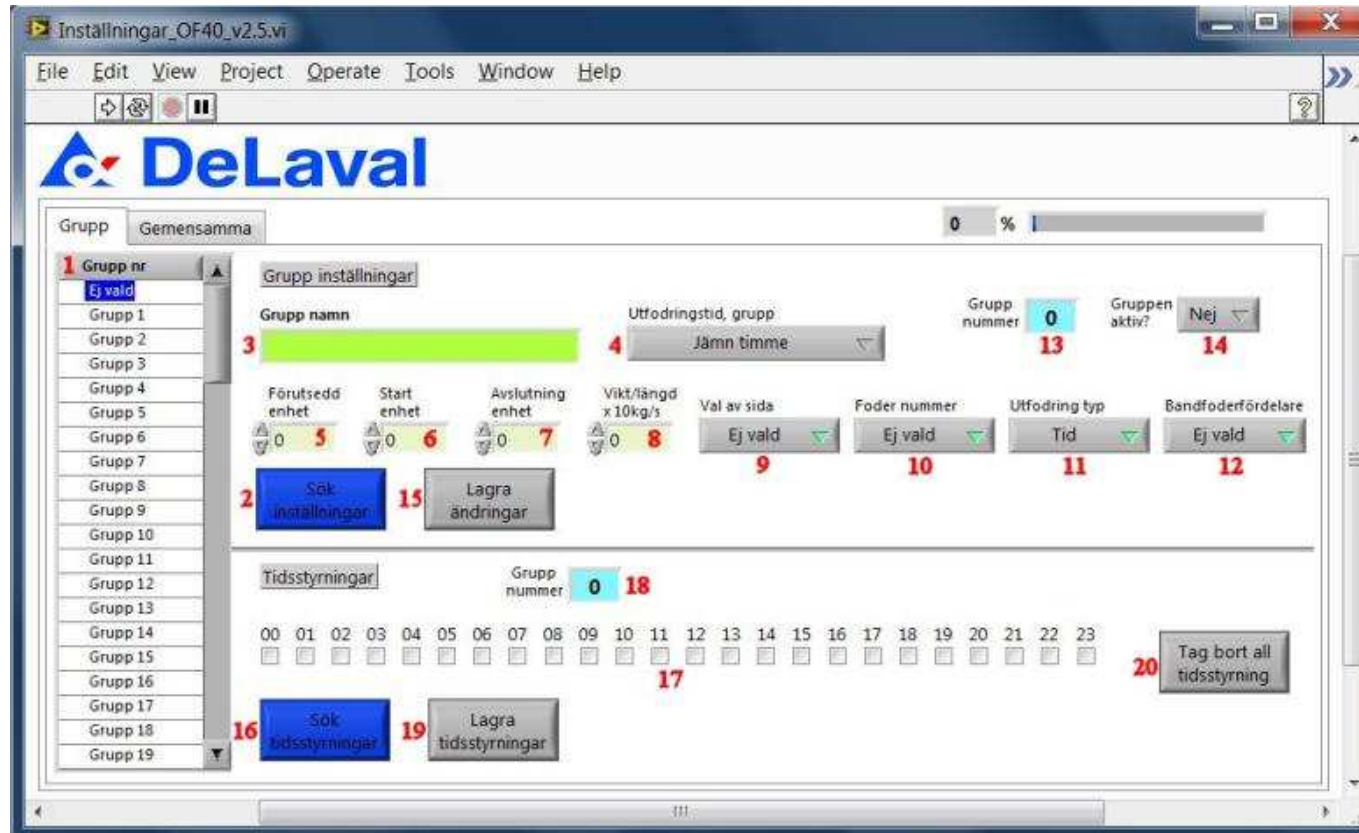 Inställningar_OF40_v2.5.vi
File Edit View Project Operate Tools Window Help
DeLaval
Grupp Gemensamma
0 %
1 Grupp nr
Ej vald
Grupp 1
Grupp 2
Grupp 3
Grupp 4
Grupp 5
Grupp 6
Grupp 7
Grupp 8
Grupp 9
Grupp 10
Grupp 11
Grupp 12
Grupp 13
Grupp 14
Grupp 15
Grupp 16
Grupp 17
Grupp 18
Grupp 19
Grupp inställningar
Grupp namn
3
Utfodringstid, grupp
4 Jämn timme
Grupp
nummer
0
13
Gruppen
aktiv?
Nej
14
Förutsedd
enhet
0 5
Start
enhet
0 6
Avslutning
enhet
0 7
Vikt/längd
x 10kg/s
0 8
Val av sida
Ej vald
9
Foder nummer
Ej vald
10
Utfodring typ
Tid
11
Bandfoderfördelare
Ej vald
12
2 Sök
inställningar
15 Lagra
ändringar
Tidsstyrningar
Grupp
nummer
0 18
00 01 02 03 04 05 06 07 08 09 10 11 12 13 14 15 16 17 18 19 20 21 22 23
17
20 Tag bort all
tidsstyrning
16 Sök
tidsstyrningar
19 Lagra
tidsstyrningar